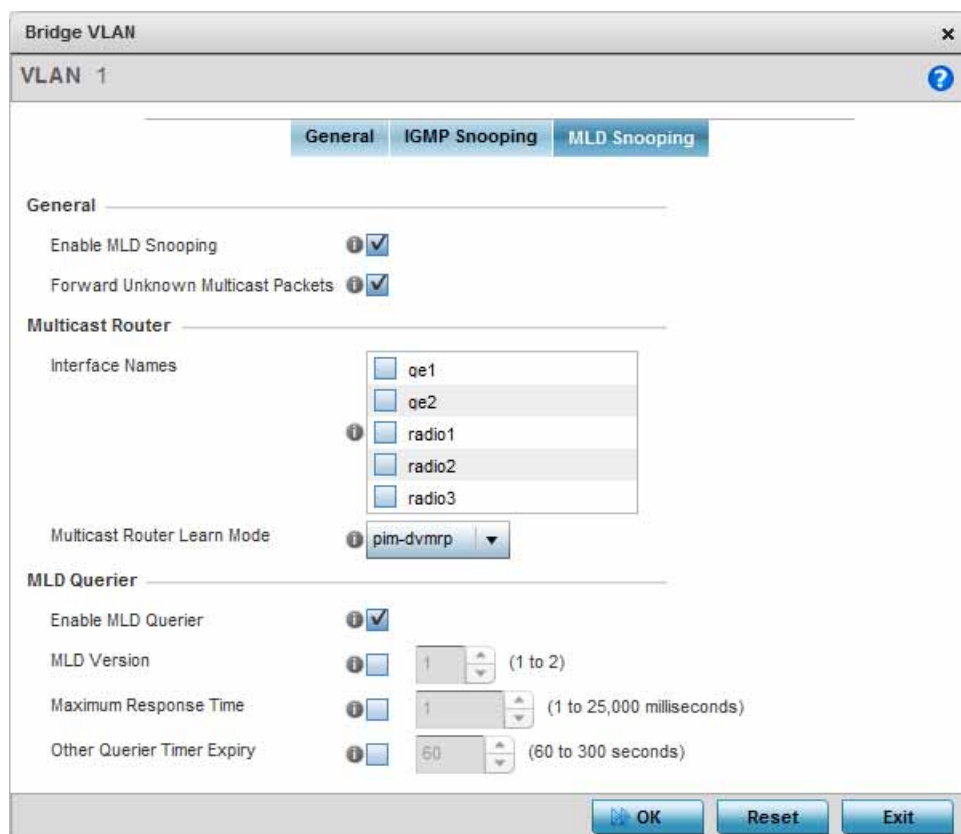 Bridge VLAN
VLAN 1
General IGMP Snooping MLD Snooping
General
Enable MLD Snooping
Forward Unknown Multicast Packets
Multicast Router
Interface Names
ge1
ge2
radio1
radio2
radio3
Multicast Router Learn Mode pim-dvmrp
MLD Querier
Enable MLD Querier
MLD Version 1 (1 to 2)
Maximum Response Time 1 (1 to 25,000 milliseconds)
Other Querier Timer Expiry 60 (60 to 300 seconds)
OK Reset Exit